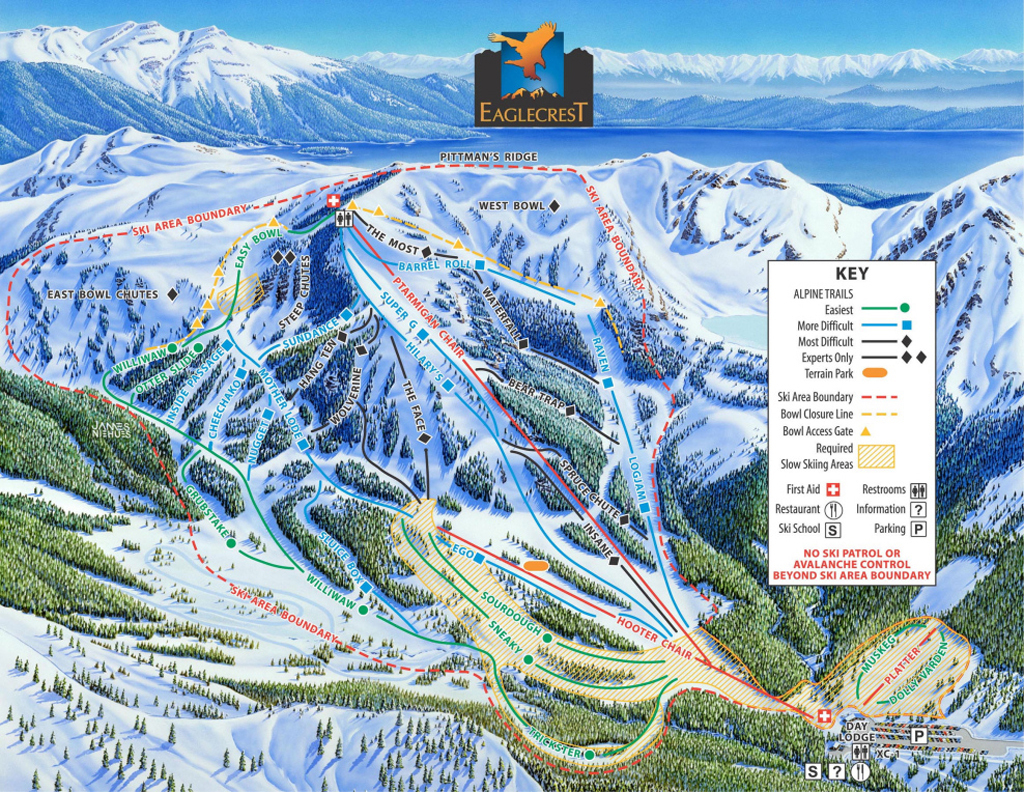 EAGLECREST
PITTMAN'S RIDGE
SKI AREA BOUNDARY
WEST BOWL
SKI AREA BOUNDARY
EASY BOWL
THE MOST
BARREL ROLL
EAST BOWL CHUTES
STEEP CHUTES
PTARMIGAN CHAIR
SUPER G
WATERFALL
SUNDANCE
HILARY'S
RAVEN
WILLIWAW
OTTER SLIDE
INSIDE PASSAGE
CHEECHAKO
MOTHER LODE
NUGGET
HANG TEN
WOLVERINE
THE FACE
BEAR TRAP
LOGJAM
SPRUCE CHUTE
INSANE
GRUBSTAKE
SLUICE BOX
EGO
WILLIWAW
SKI AREA BOUNDARY
SOURDOUGH
SNEAKY
HOOTER CHAIR
TRICKSTER
MUSKEG
PLATTER
DOLLY VARDEN
DAY
LODGE
P
XC-1
S ?
JAMES
NIEHUES
KEY
ALPINE TRAILS
Easiest
More Difficult
Most Difficult
Experts Only
Terrain Park
Ski Area Boundary
Bowl Closure Line
Bowl Access Gate
Required
Slow Skiing Areas
First Aid Restrooms
Restaurant Information ?
Ski School S Parking P
NO SKI PATROL OR
AVALANCHE CONTROL
BEYOND SKI AREA BOUNDARY